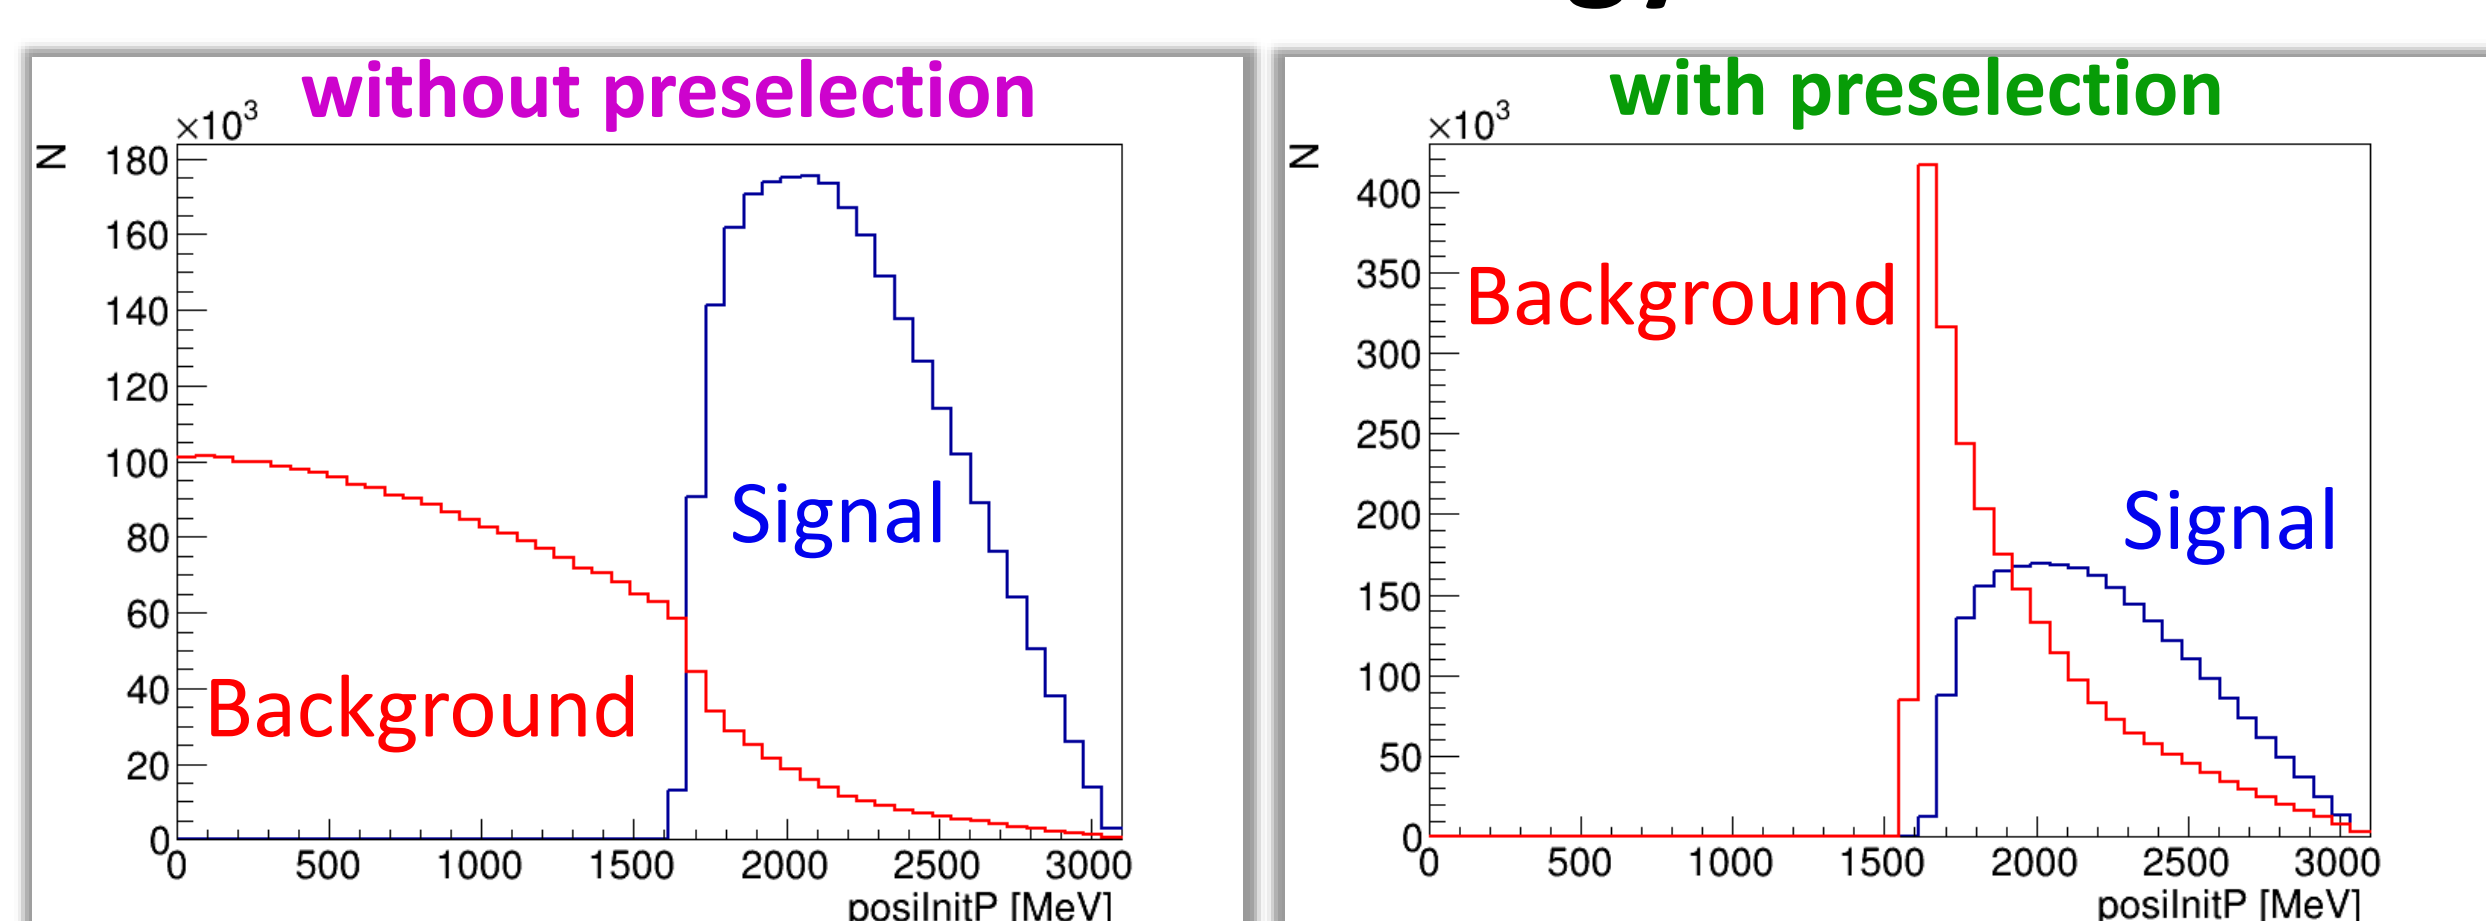 without preselection
×10³
N
180
160
140
120
100
80
60
40
20
0
Signal
Background
0 500 1000 1500 2000 2500 3000
posiInitP [MeV]
with preselection
×10³
N
400
350
300
250
200
150
100
50
0
Background
Signal
0 500 1000 1500 2000 2500 3000
posiInitP [MeV]